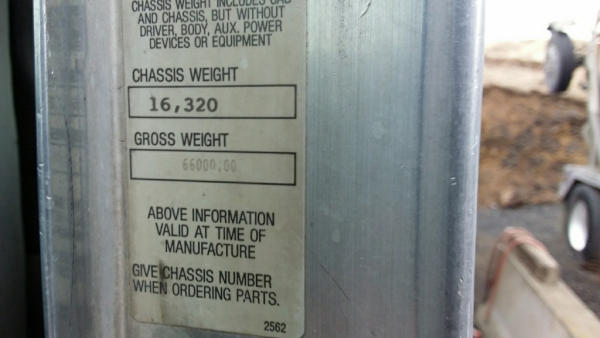 CHASSIS WEIGHT INCLUDES CAB
AND CHASSIS, BUT WITHOUT
DRIVER, BODY, AUX. POWER
DEVICES OR EQUIPMENT
CHASSIS WEIGHT
16,320
GROSS WEIGHT
66000.00
ABOVE INFORMATION
VALID AT TIME OF
MANUFACTURE
GIVE CHASSIS NUMBER
WHEN ORDERING PARTS.
2562